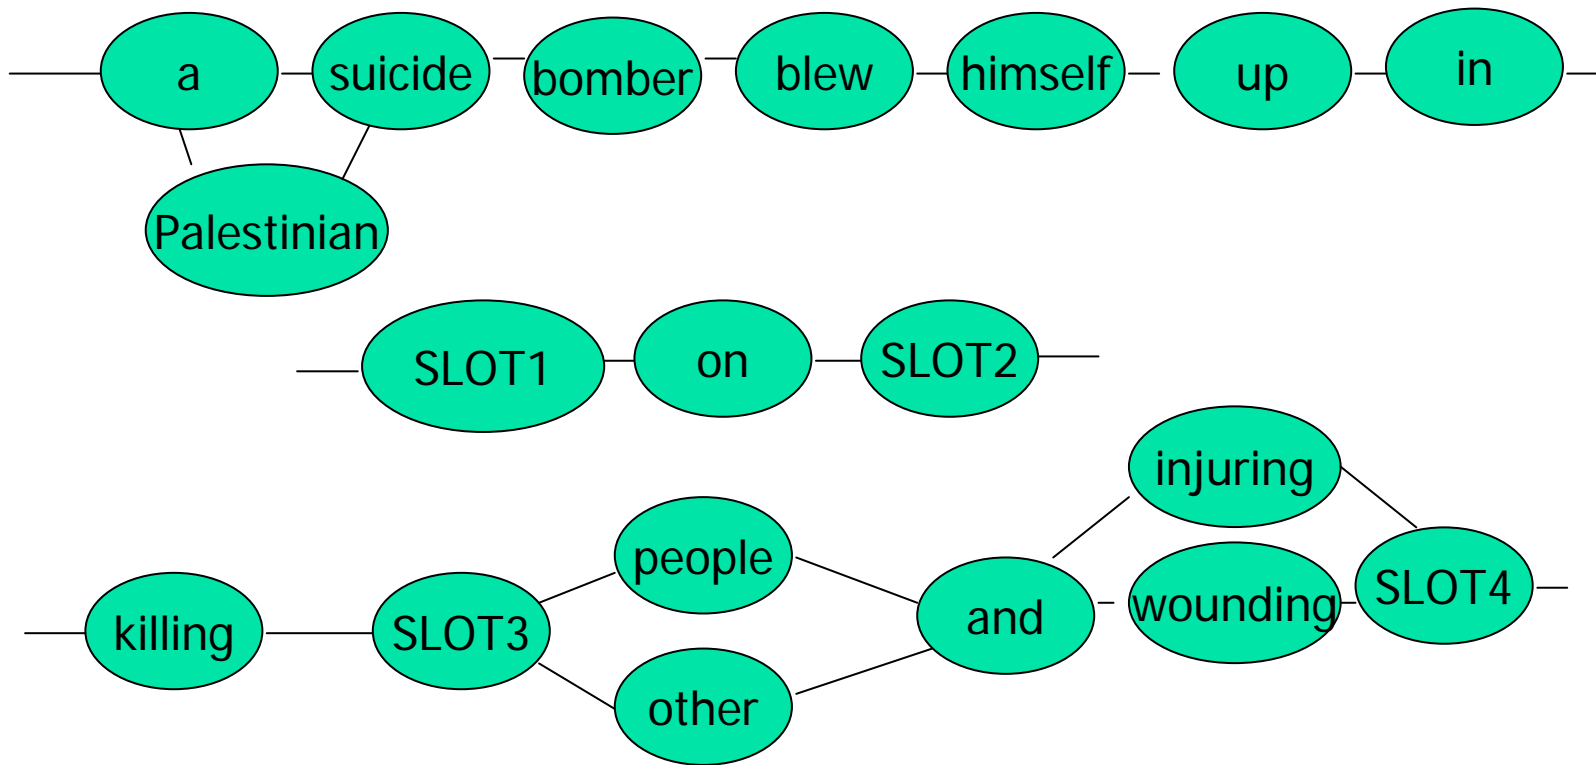 a suicide bomber blew himself up in
Palestinian
SLOT1 on SLOT2
injuring
people
killing SLOT3 and wounding SLOT4
other